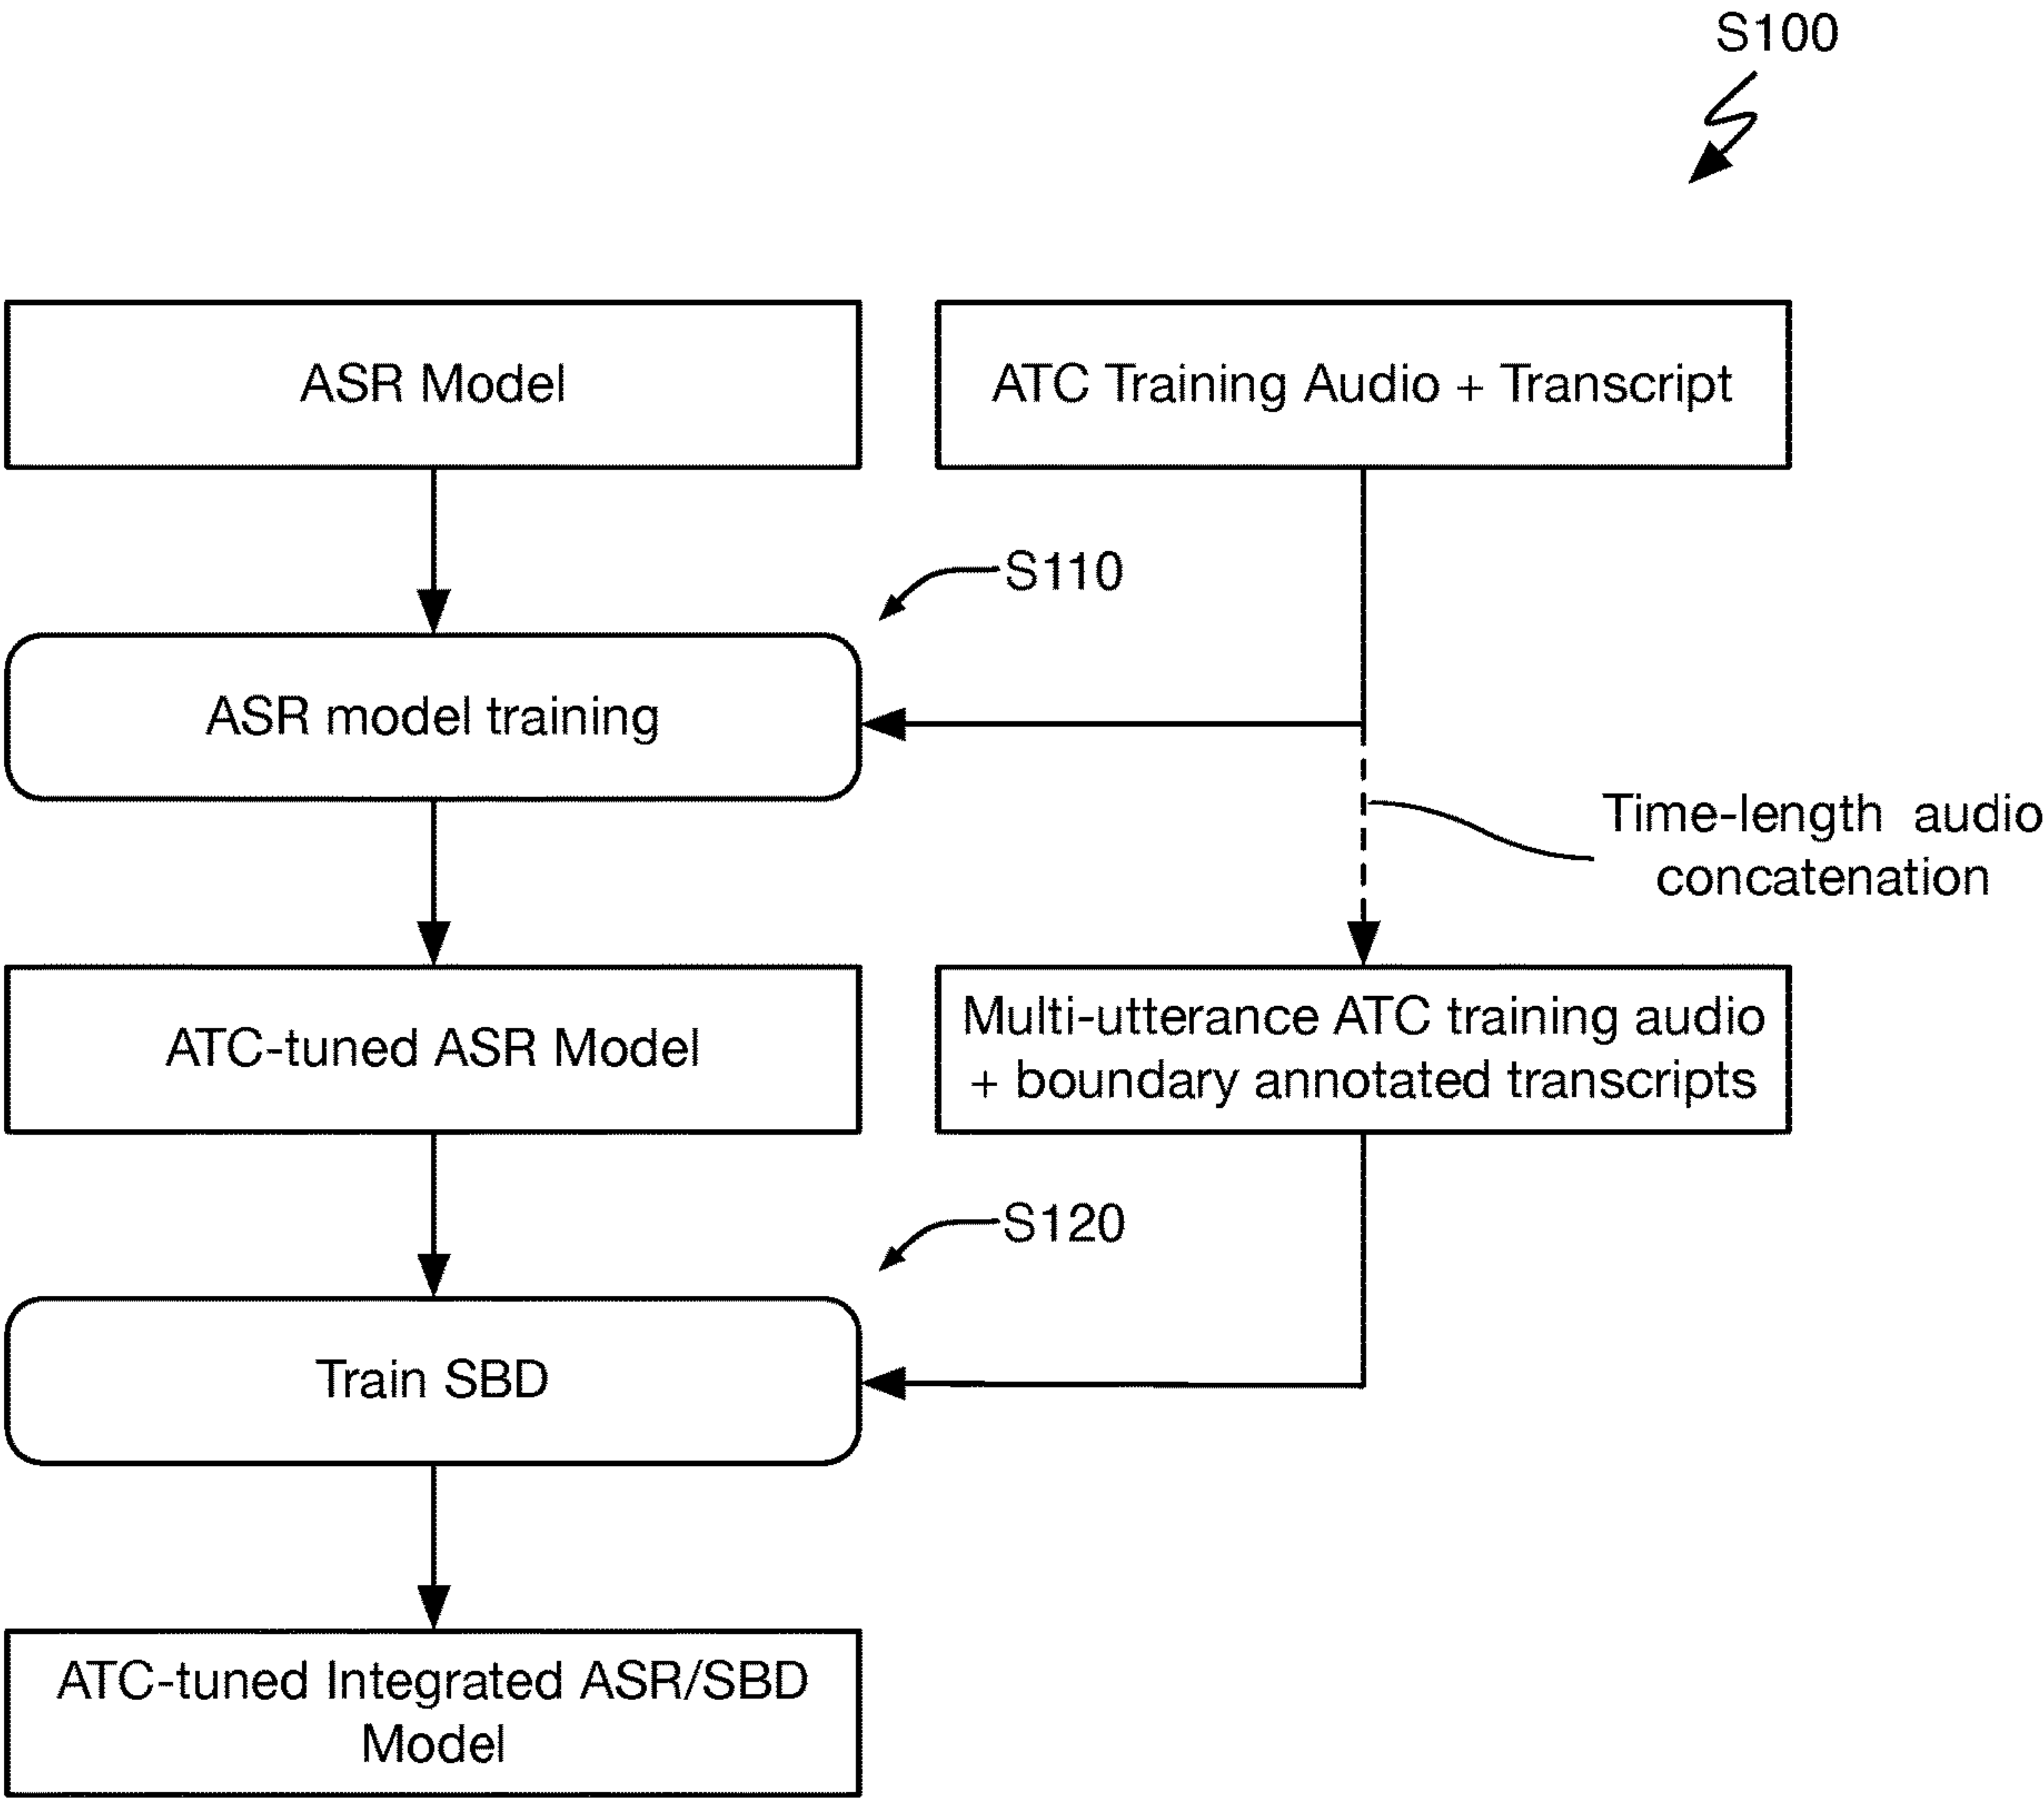 S100
ASR Model
ATC Training Audio + Transcript
S110
ASR model training
Time-length audio
concatenation
ATC-tuned ASR Model
Multi-utterance ATC training audio
+ boundary annotated transcripts
S120
Train SBD
ATC-tuned Integrated ASR/SBD
Model